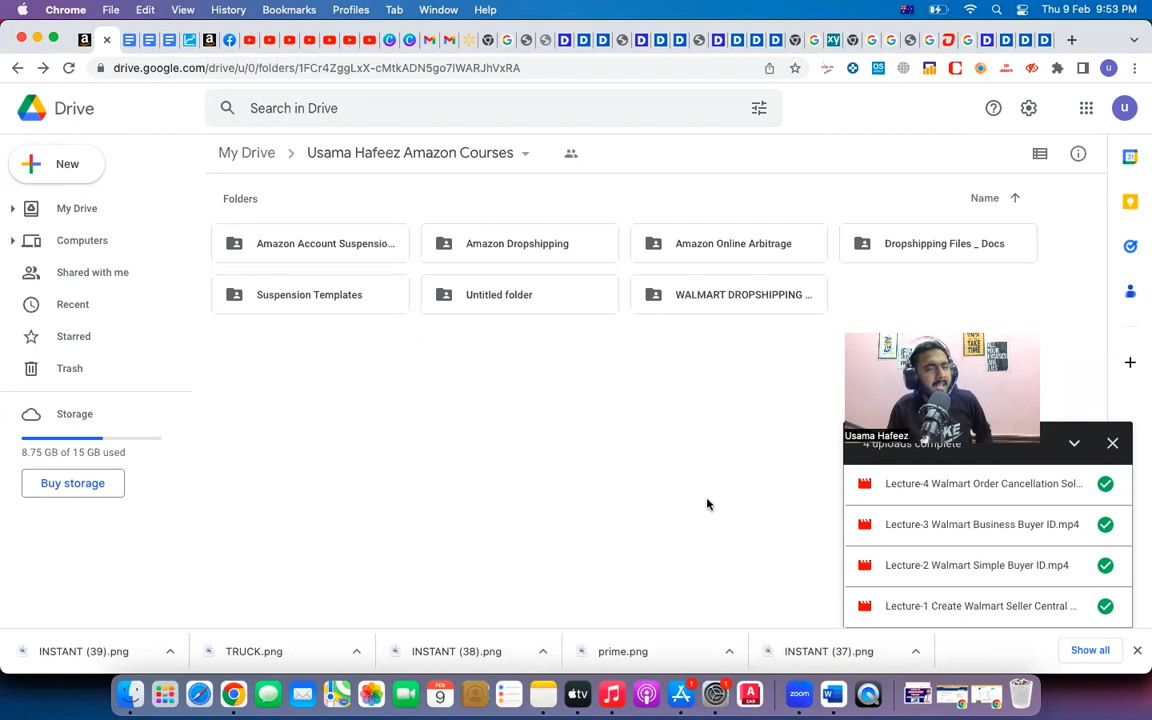 Chrome File Edit View History Bookmarks Profiles Tab Window Help Thu 9 Feb 9:53 PM
drive.google.com/drive/u/0/folders/1FCr4ZggLxX-cMtkADN5go7lWARJhVxRA
Drive
Search in Drive
New
My Drive
Computers
Shared with me
Recent
Starred
Trash
Storage
8.75 GB of 15 GB used
Buy storage
My Drive Usama Hafeez Amazon Courses
Folders
Name
Amazon Account Suspensio...
Amazon Dropshipping
Amazon Online Arbitrage
Dropshipping Files _ Docs
Suspension Templates
Untitled folder
WALMART DROPSHIPPING ...
TAKE
TIME
Usama Hafeez
4 uploads complete
Lecture-4 Walmart Order Cancellation Sol...
Lecture-3 Walmart Business Buyer ID.mp4
Lecture-2 Walmart Simple Buyer ID.mp4
Lecture-1 Create Walmart Seller Central ...
INSTANT (39).png
TRUCK.png
INSTANT (38).png
prime.png
INSTANT (37).png
Show all
FEB
9
zoom